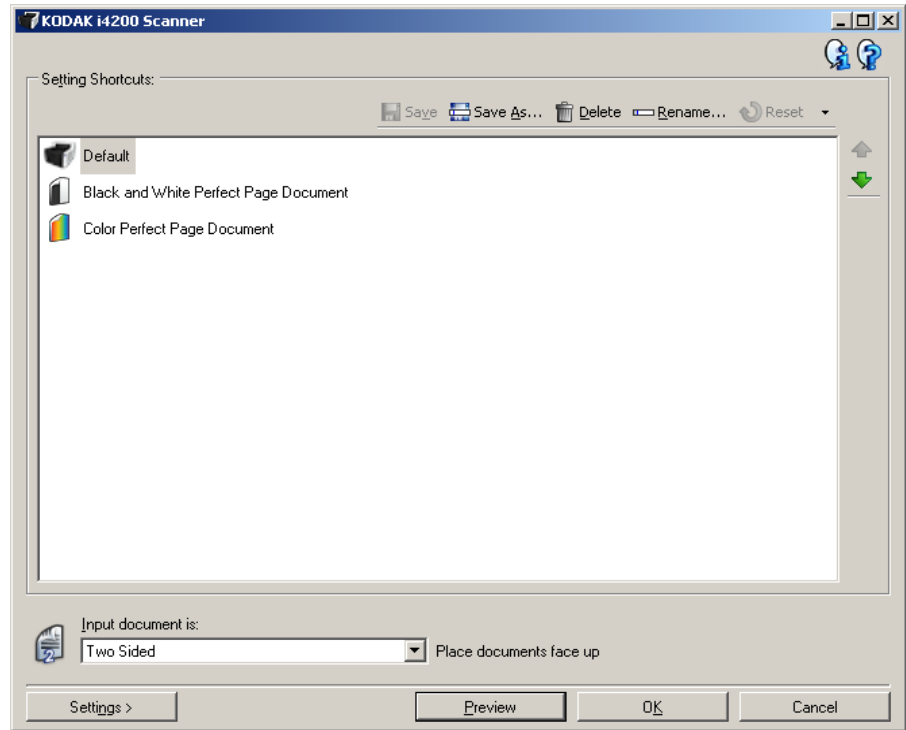 KODAK i4200 Scanner
Setting Shortcuts:
Save Save As... Delete Rename... Reset
Default
Black and White Perfect Page Document
Color Perfect Page Document
Input document is:
Two Sided Place documents face up
Settings > Preview OK Cancel